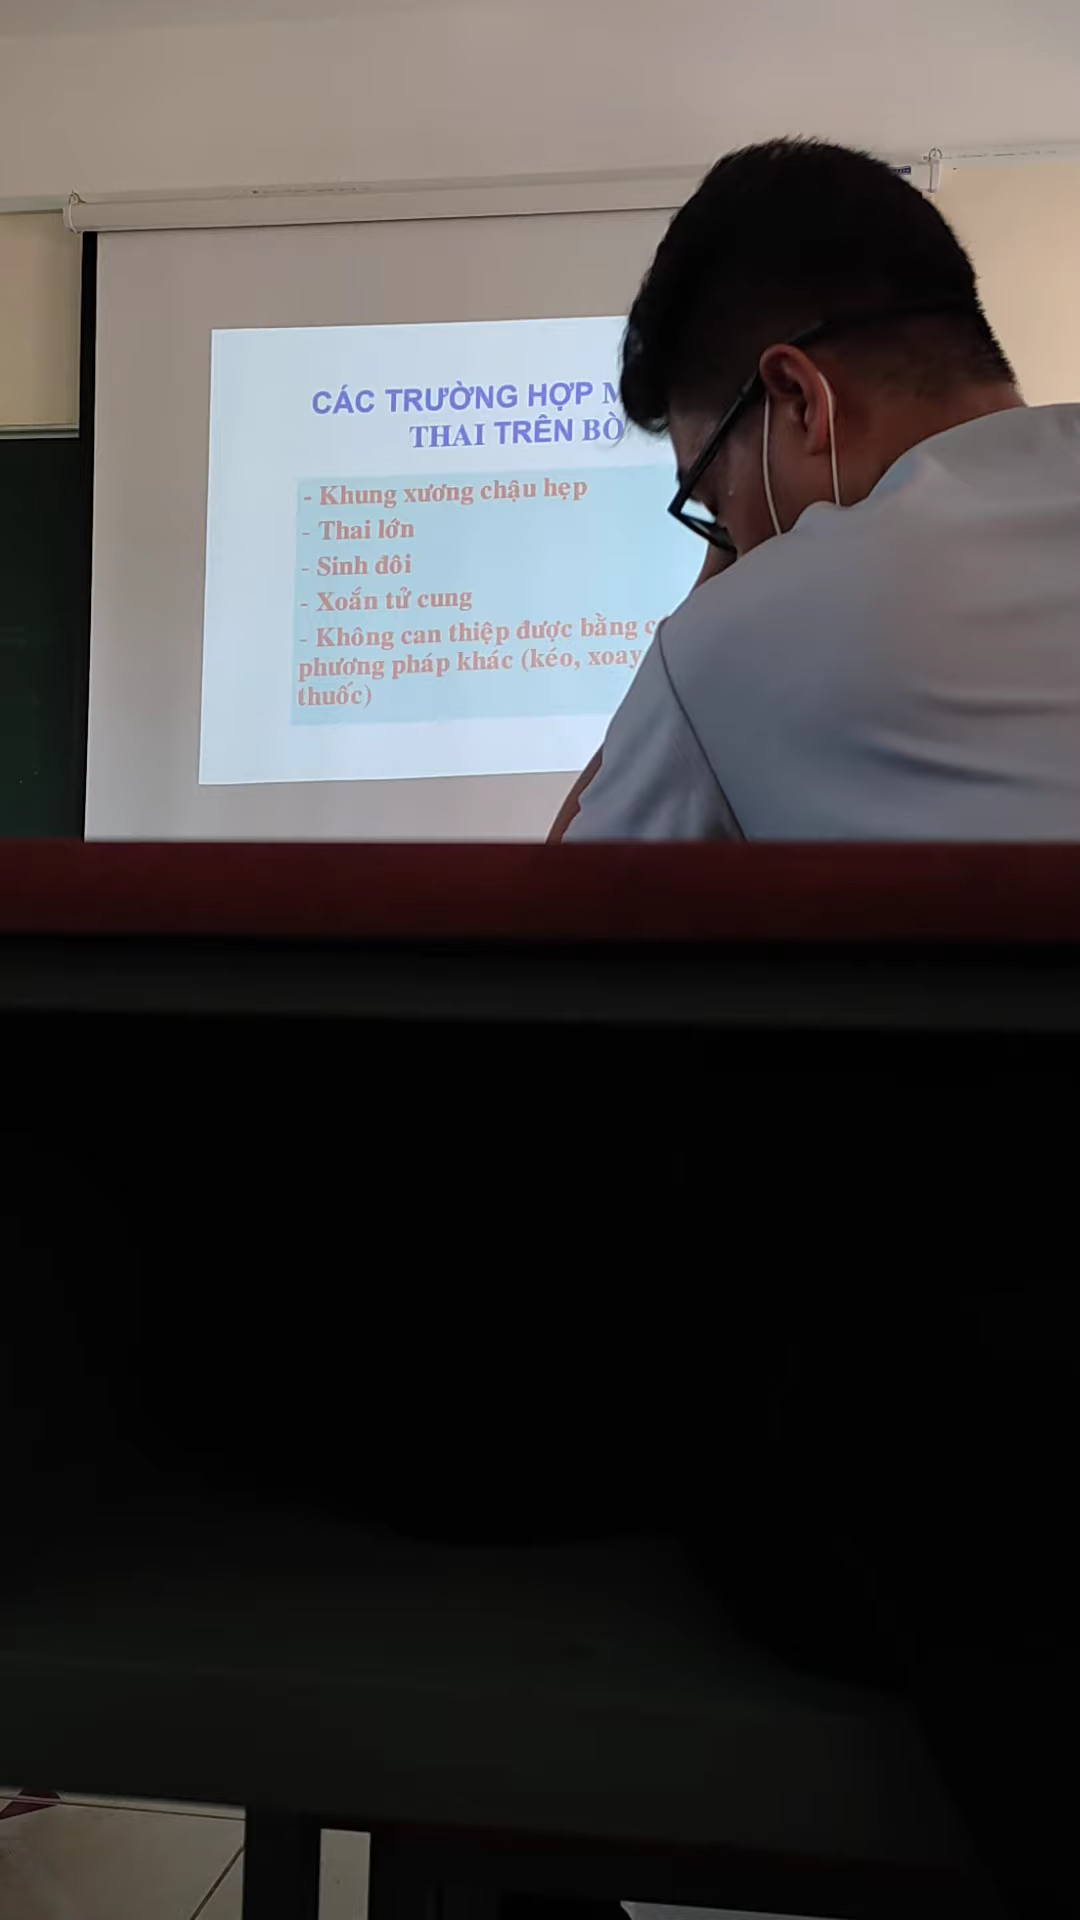 CÁC TRƯỜNG HỢP
THAI TRÊN BÒ
- Khung xương chậu hẹp
- Thai lớn
- Sinh đôi
- Xoắn tử cung
- Không can thiệp được bằng
phương pháp khác (kéo, xoay
thuốc)